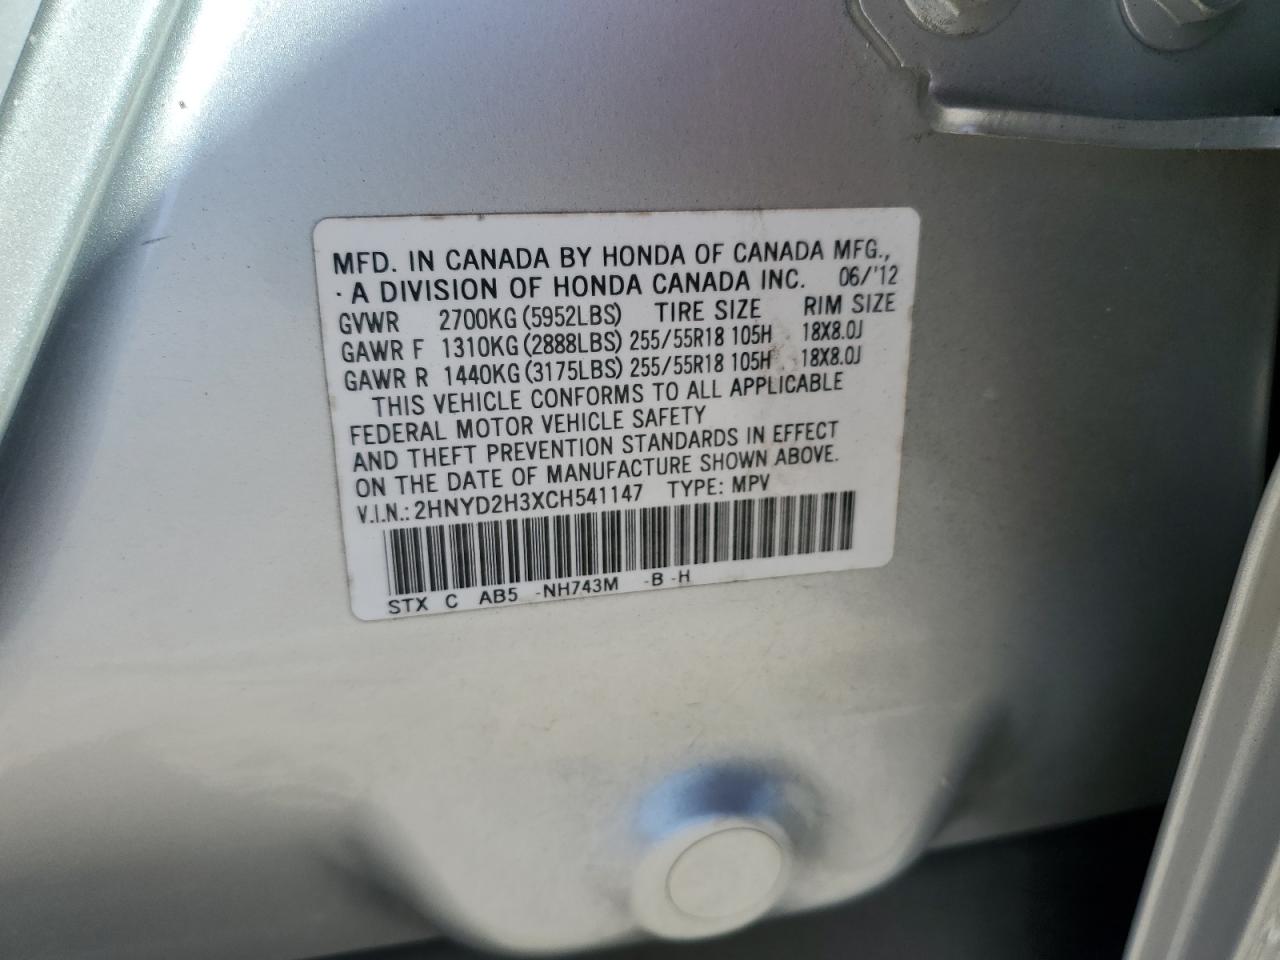 MFD. IN CANADA BY HONDA OF CANADA MFG.,
· A DIVISION OF HONDA CANADA INC. 06/'12
GVWR 2700KG (5952LBS) TIRE SIZE RIM SIZE
GAWR F 1310KG (2888LBS) 255/55R18 105H 18X8.0J
GAWR R 1440KG (3175LBS) 255/55R18 105H 18X8.0J
THIS VEHICLE CONFORMS TO ALL APPLICABLE
FEDERAL MOTOR VEHICLE SAFETY
AND THEFT PREVENTION STANDARDS IN EFFECT
ON THE DATE OF MANUFACTURE SHOWN ABOVE.
V.I.N.: 2HNYD2H3XCH541147 TYPE: MPV
STX C AB5 -NH743M -B -H